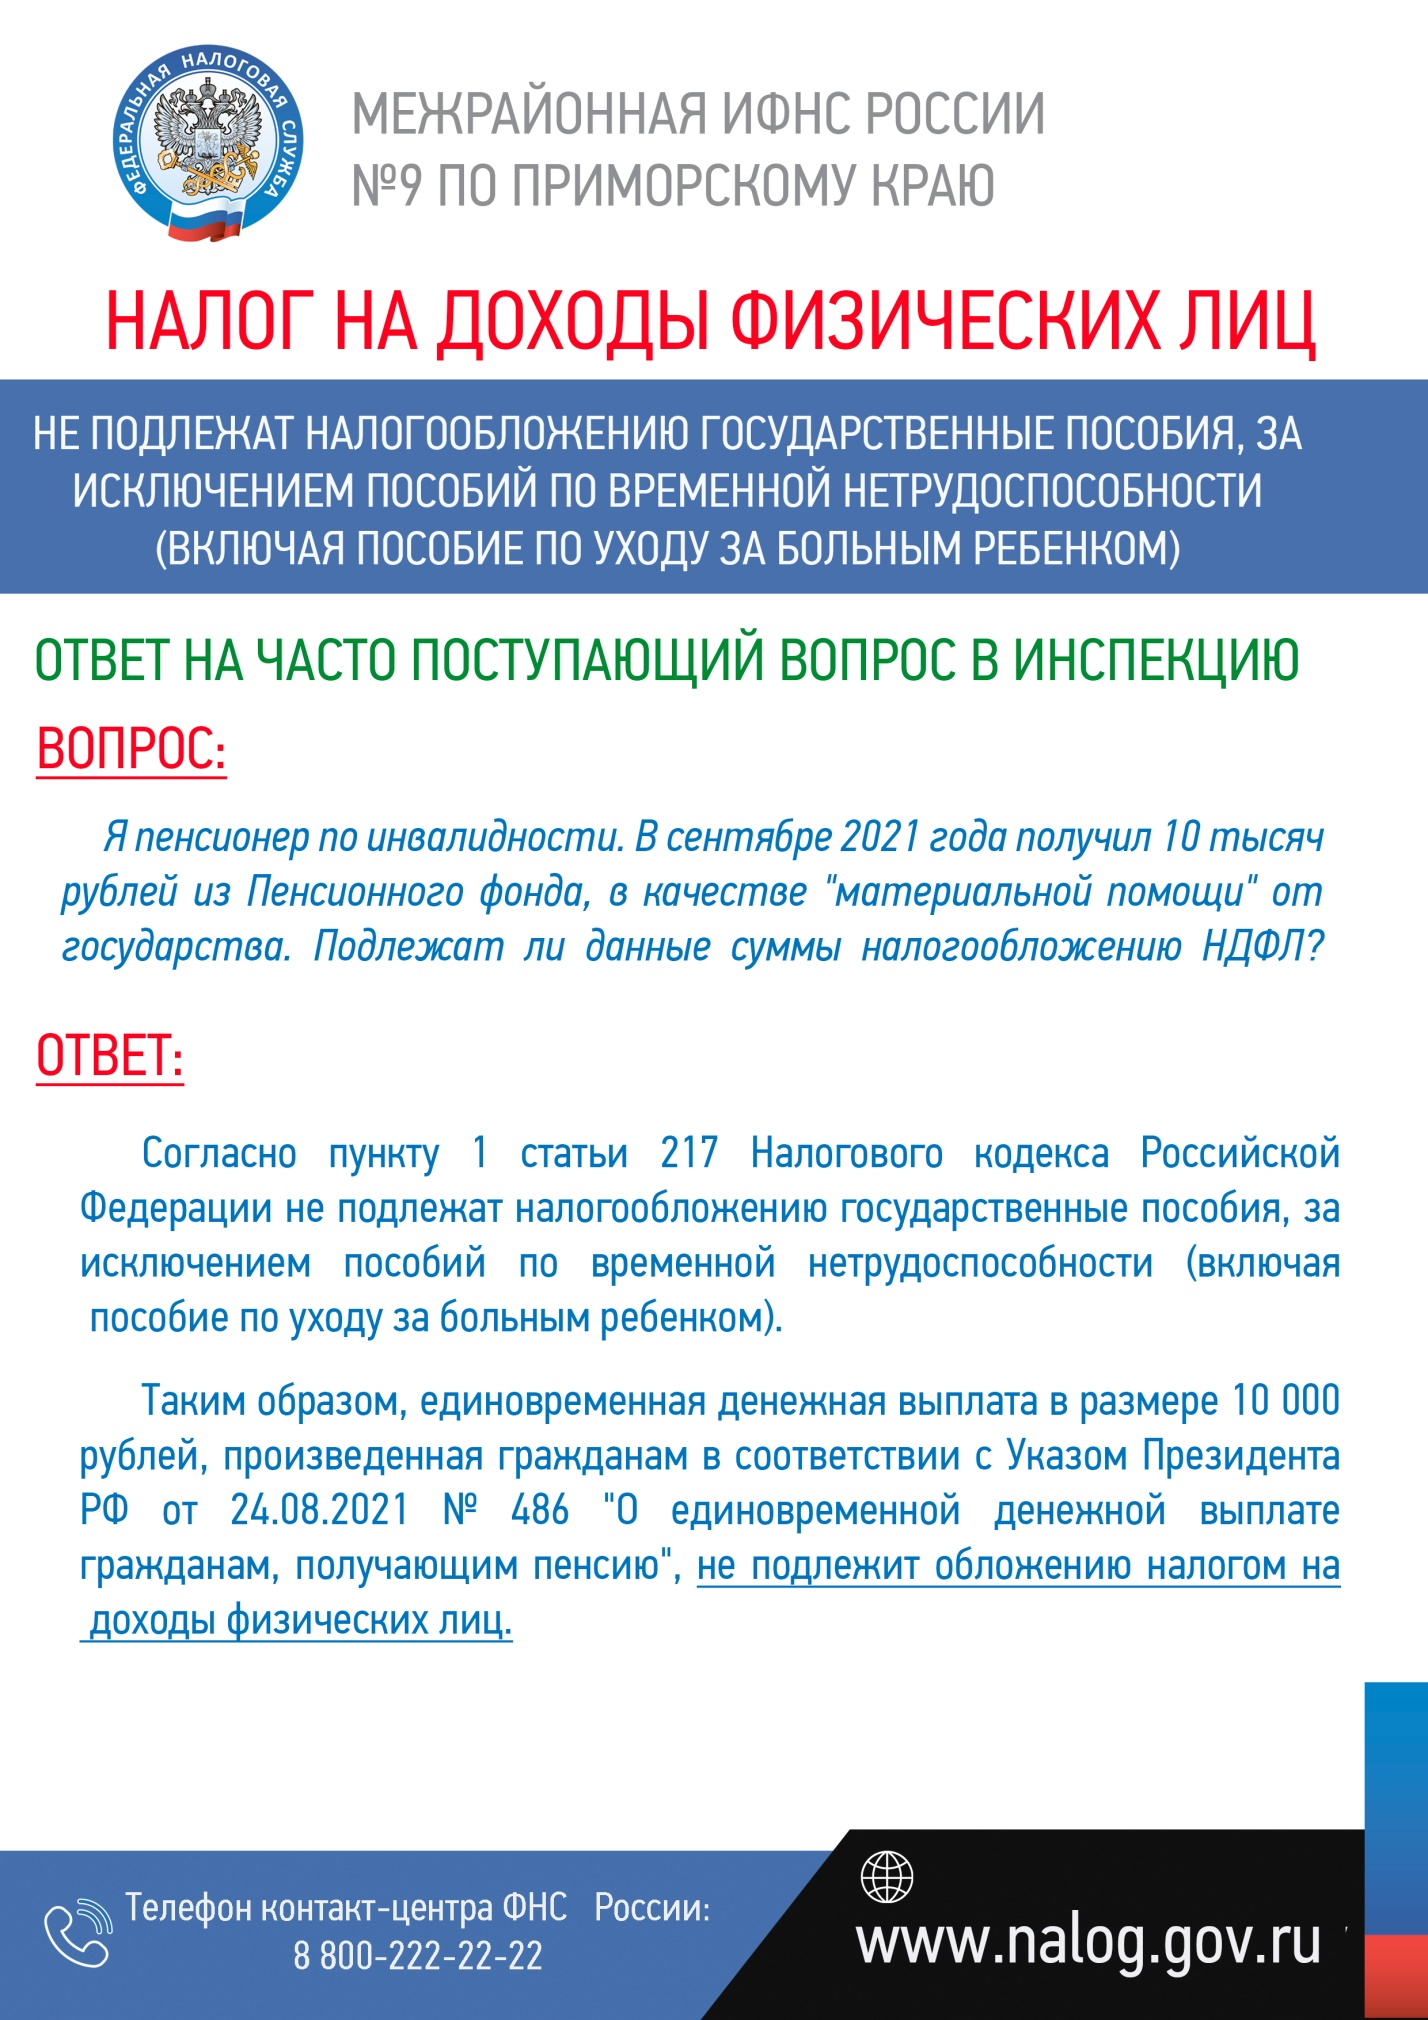 ФЕДЕРАЛЬНАЯ НАЛОГОВАЯ СЛУЖБА
МЕЖРАЙОННАЯ ИФНС РОССИИ
№9 ПО ПРИМОРСКОМУ КРАЮ
НАЛОГ НА ДОХОДЫ ФИЗИЧЕСКИХ ЛИЦ
НЕ ПОДЛЕЖАТ НАЛОГООБЛОЖЕНИЮ ГОСУДАРСТВЕННЫЕ ПОСОБИЯ, ЗА
ИСКЛЮЧЕНИЕМ ПОСОБИЙ ПО ВРЕМЕННОЙ НЕТРУДОСПОСОБНОСТИ
(ВКЛЮЧАЯ ПОСОБИЕ ПО УХОДУ ЗА БОЛЬНЫМ РЕБЕНКОМ)
ОТВЕТ НА ЧАСТО ПОСТУПАЮЩИЙ ВОПРОС В ИНСПЕКЦИЮ
ВОПРОС:
Я пенсионер по инвалидности. В сентябре 2021 года получил 10 тысяч
рублей из Пенсионного фонда, в качестве "материальной помощи" от
государства. Подлежат ли данные суммы налогообложению НДФЛ?
ОТВЕТ:
Согласно пункту 1 статьи 217 Налогового кодекса Российской
Федерации не подлежат налогообложению государственные пособия, за
исключением пособий по временной нетрудоспособности (включая
пособие по уходу за больным ребенком).
Таким образом, единовременная денежная выплата в размере 10 000
рублей, произведенная гражданам в соответствии с Указом Президента
РФ от 24.08.2021 № 486 "О единовременной денежной выплате
гражданам, получающим пенсию", не подлежит обложению налогом на
доходы физических лиц.
Телефон контакт-центра ФНС России:
8 800-222-22-22
www.nalog.gov.ru